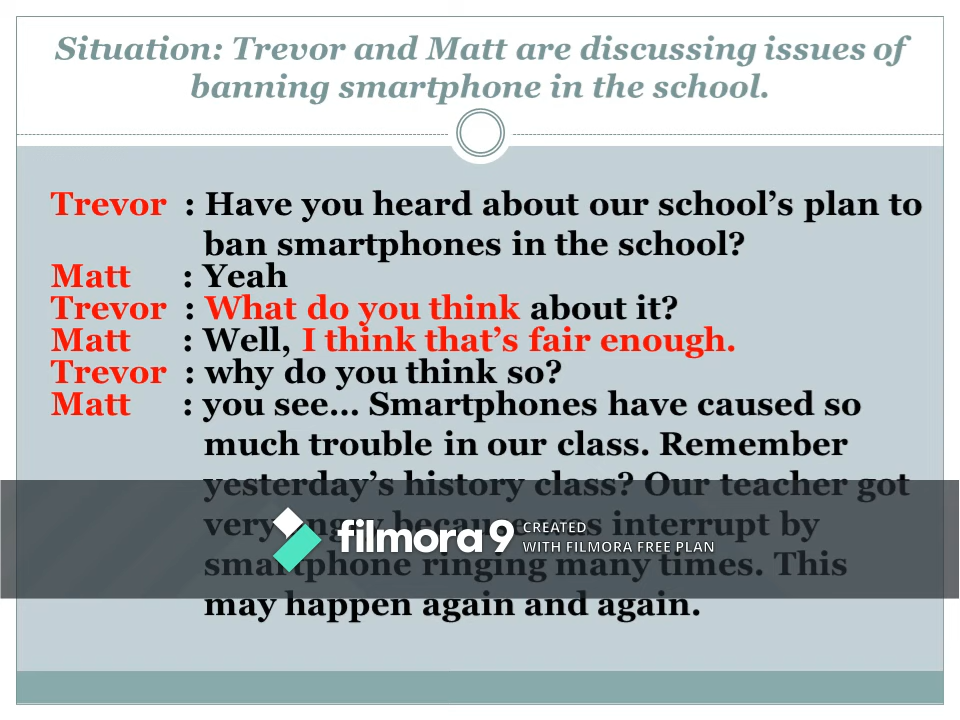 Situation: Trevor and Matt are discussing issues of
banning smartphone in the school.
Trevor : Have you heard about our school's plan to
ban smartphones in the school?
Matt : Yeah
Trevor : What do you think about it?
Matt : Well, I think that's fair enough.
Trevor : why do you think so?
Matt : you see... Smartphones have caused so
much trouble in our class. Remember
yesterday's history class? Our teacher got
very because was interrupt by
smartphone ringing many times. This
may happen again and again.
filmora 9 CREATED
WITH FILMORA FREE PLAN